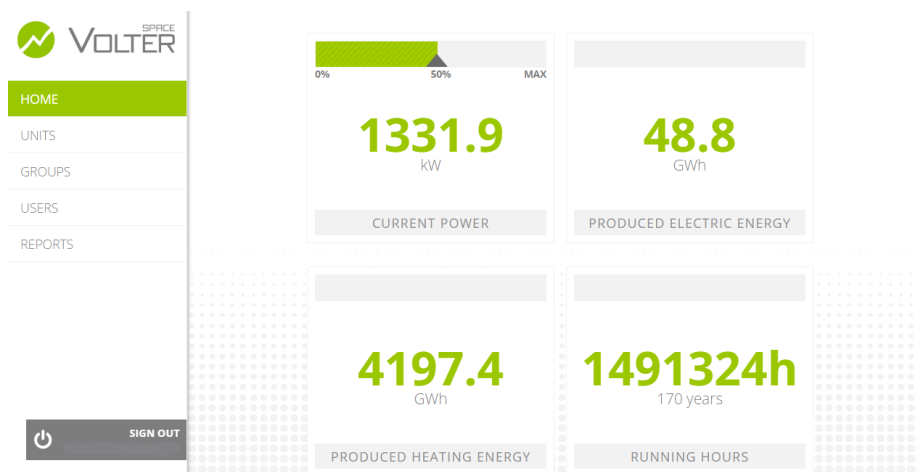 SPACE
VOLTER
HOME
UNITS
GROUPS
USERS
REPORTS
SIGN OUT
0% 50% MAX
1331.9
kW
CURRENT POWER
48.8
GWh
PRODUCED ELECTRIC ENERGY
4197.4
GWh
PRODUCED HEATING ENERGY
1491324h
170 years
RUNNING HOURS